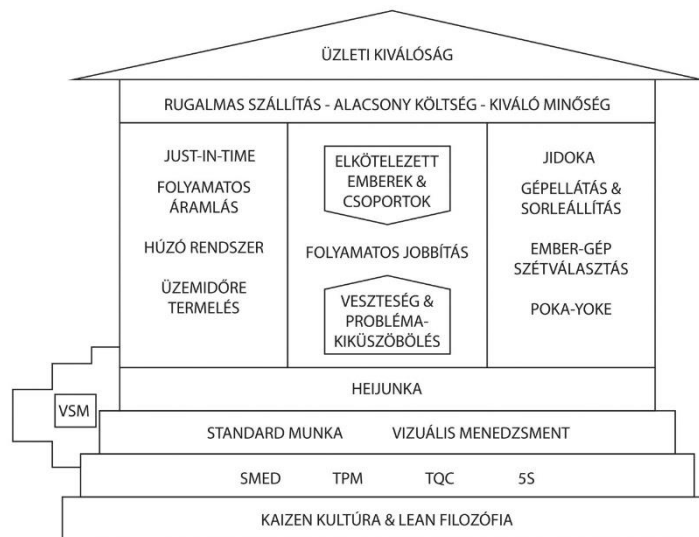 ÜZLETI KIVÁLÓSÁG
RUGALMAS SZÁLLÍTÁS - ALACSONY KÖLTSÉG - KIVÁLÓ MINŐSÉG
JUST-IN-TIME
FOLYAMATOS
ÁRAMLÁS
HÚZÓ RENDSZER
ÜZEMIDŐRE
TERMELÉS
ELKÖTELEZETT
EMBEREK &
CSOPORTOK
FOLYAMATOS JOBBÍTÁS
VESZTESÉG &
PROBLÉMA-
KIKÜSZÖBÖLÉS
JIDOKA
GÉPELLÁTÁS &
SORLEÁLLÍTÁS
EMBER-GÉP
SZÉTVÁLASZTÁS
POKA-YOKE
HEIJUNKA
VSM
STANDARD MUNKA VIZUÁLIS MENEDZSMENT
SMED TPM TQC 5S
KAIZEN KULTÚRA & LEAN FILOZÓFIA